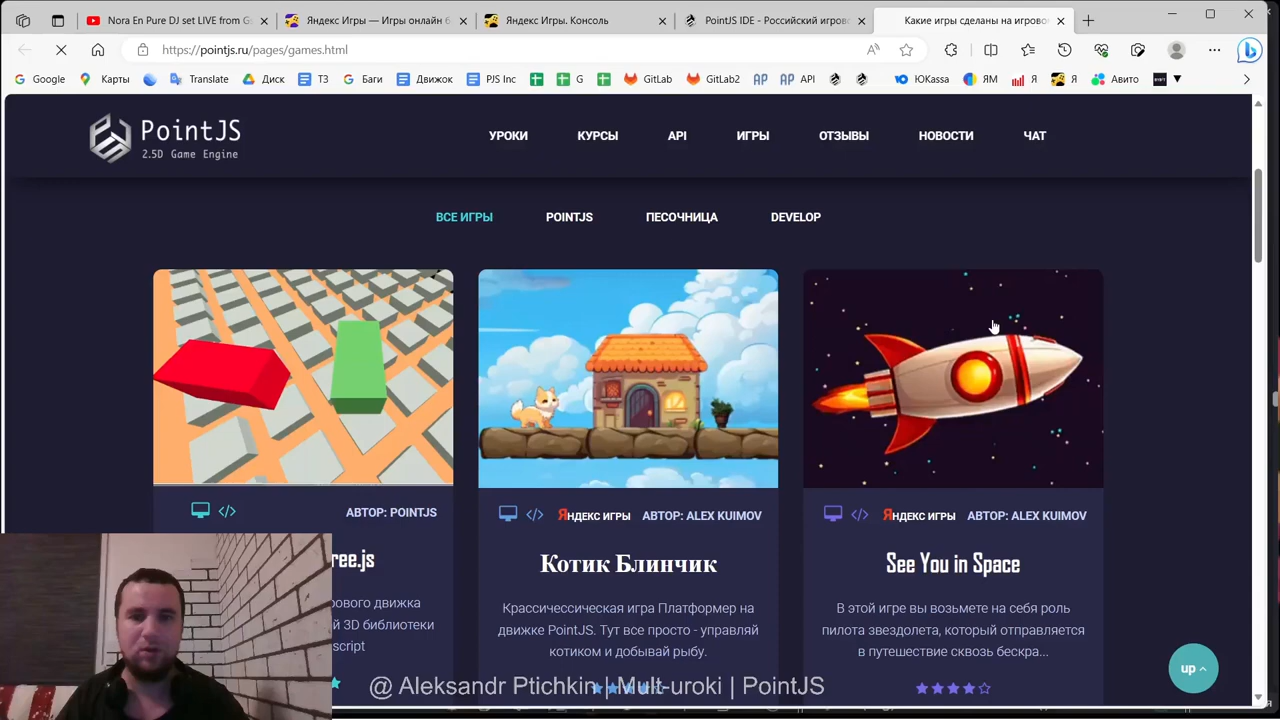 Nora En Pure DJ set LIVE from G
Яндекс Игры — Игры онлайн б
Яндекс Игры. Консоль
PointJS IDE - Российский игров
Какие игры сделаны на игрово
https://pointjs.ru/pages/games.html
Google
Карты
Translate
Диск
ТЗ
Баги
Движок
PJS Inc
G
GitLab
GitLab2
AP
AP API
ЮKassa
ЯМ
Я
Я
Авито
PointJS
2.5D Game Engine
УРОКИ
КУРСЫ
API
ИГРЫ
ОТЗЫВЫ
НОВОСТИ
ЧАТ
ВСЕ ИГРЫ
POINTJS
ПЕСОЧНИЦА
DEVELOP
АВТОР: POINTJS
ree.js
рового движка
й 3D библиотеки
script
ЯНДЕКС ИГРЫ
АВТОР: ALEX KUIMOV
Котик Блинчик
Крассичессическая игра Платформер на
движке PointJS. Тут все просто - управляй
котиком и добывай рыбу.
ЯНДЕКС ИГРЫ
АВТОР: ALEX KUIMOV
See You in Space
В этой игре вы возьмете на себя роль
пилота звездолета, который отправляется
в путешествие сквозь бескра...
up
@ Aleksandr Ptichkin | Mult-uroki | PointJS